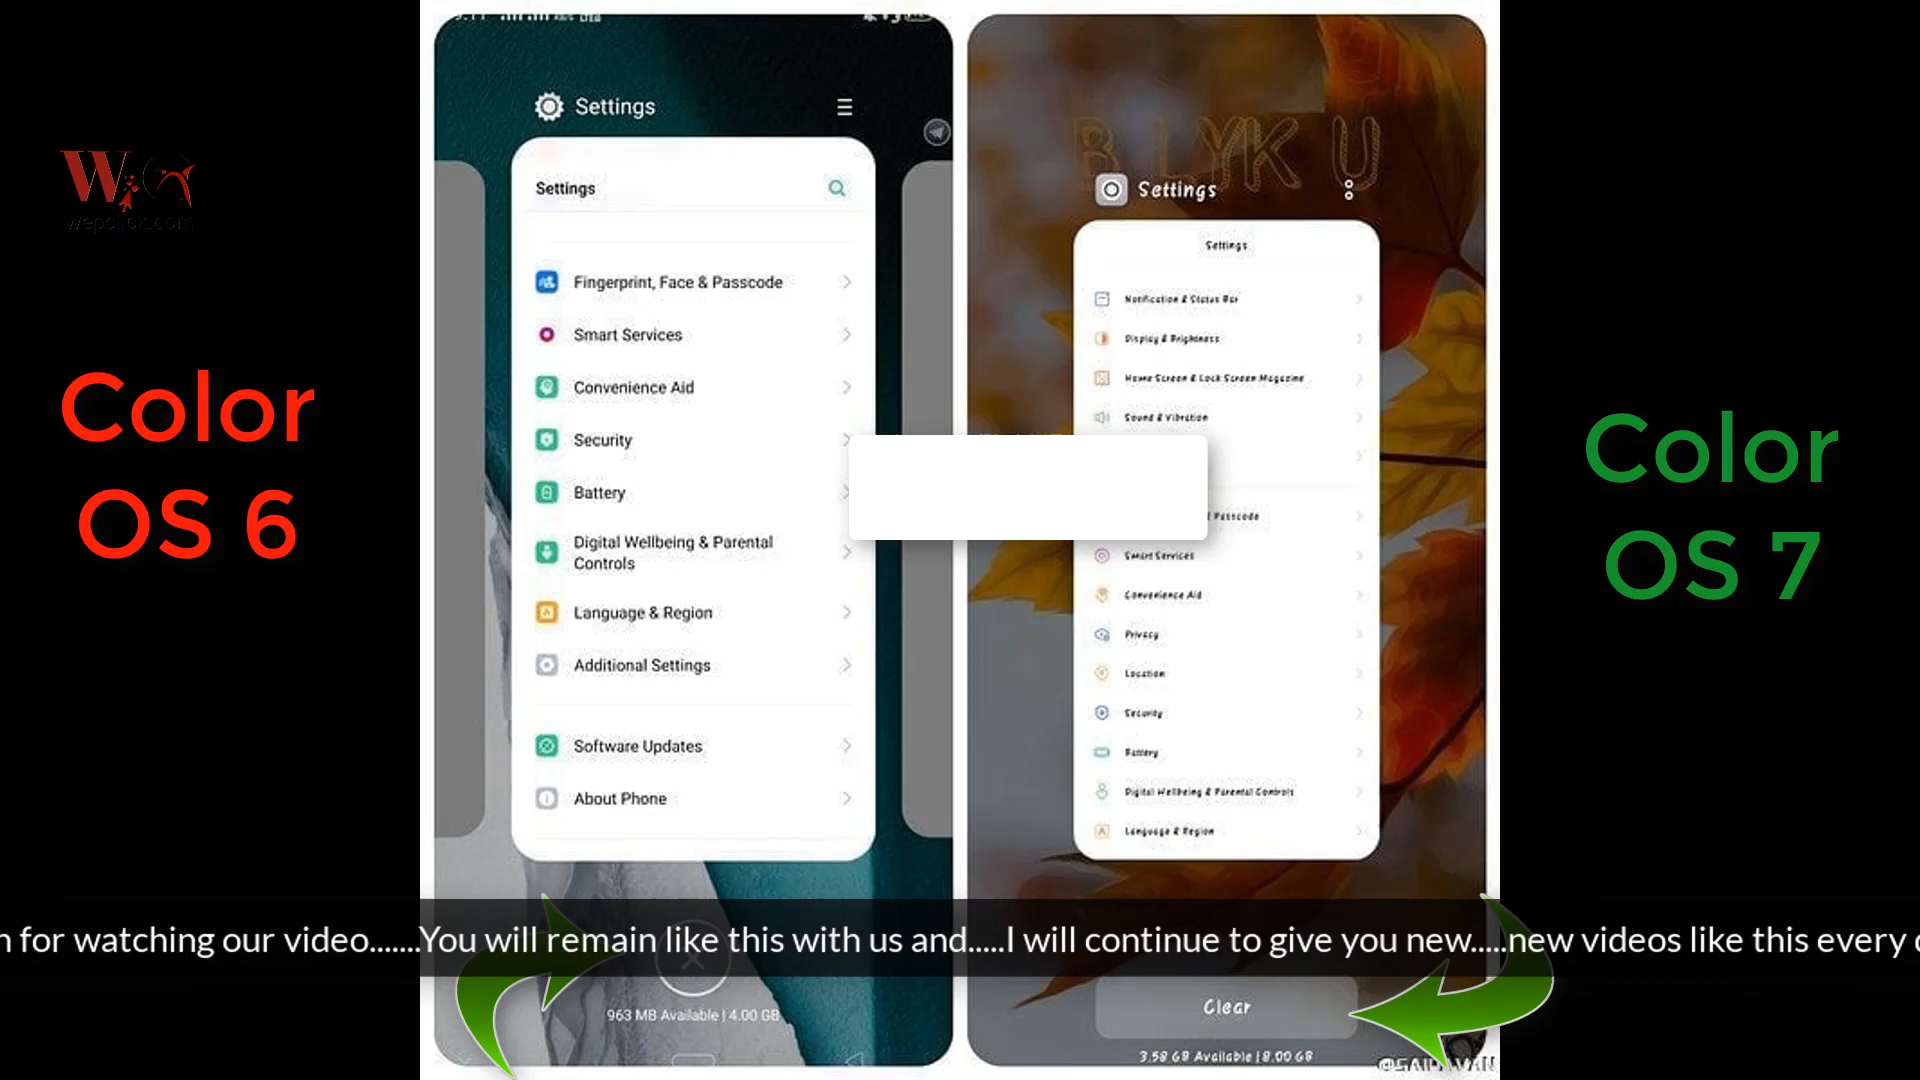 wepclick.com
Color
OS 6
Settings
Settings
Fingerprint, Face & Passcode
Smart Services
Convenience Aid
Security
Battery
Digital Wellbeing & Parental
Controls
Language & Region
Additional Settings
Software Updates
About Phone
963 MB Available | 4.00 GB
B LYK U
Settings
Settings
Notification & Status Bar
Display & Brightness
Home Screen & Lock Screen Magazine
Sound & Vibration
& Passcode
Smart Services
Convenience Aid
Privacy
Location
Security
Battery
Digital Wellbeing & Parental Controls
Language & Region
Clear
3.58 GB Available | 8.00 GB
Color
OS 7
for watching our video.......You will remain like this with us and.....I will continue to give you new.....new videos like this every